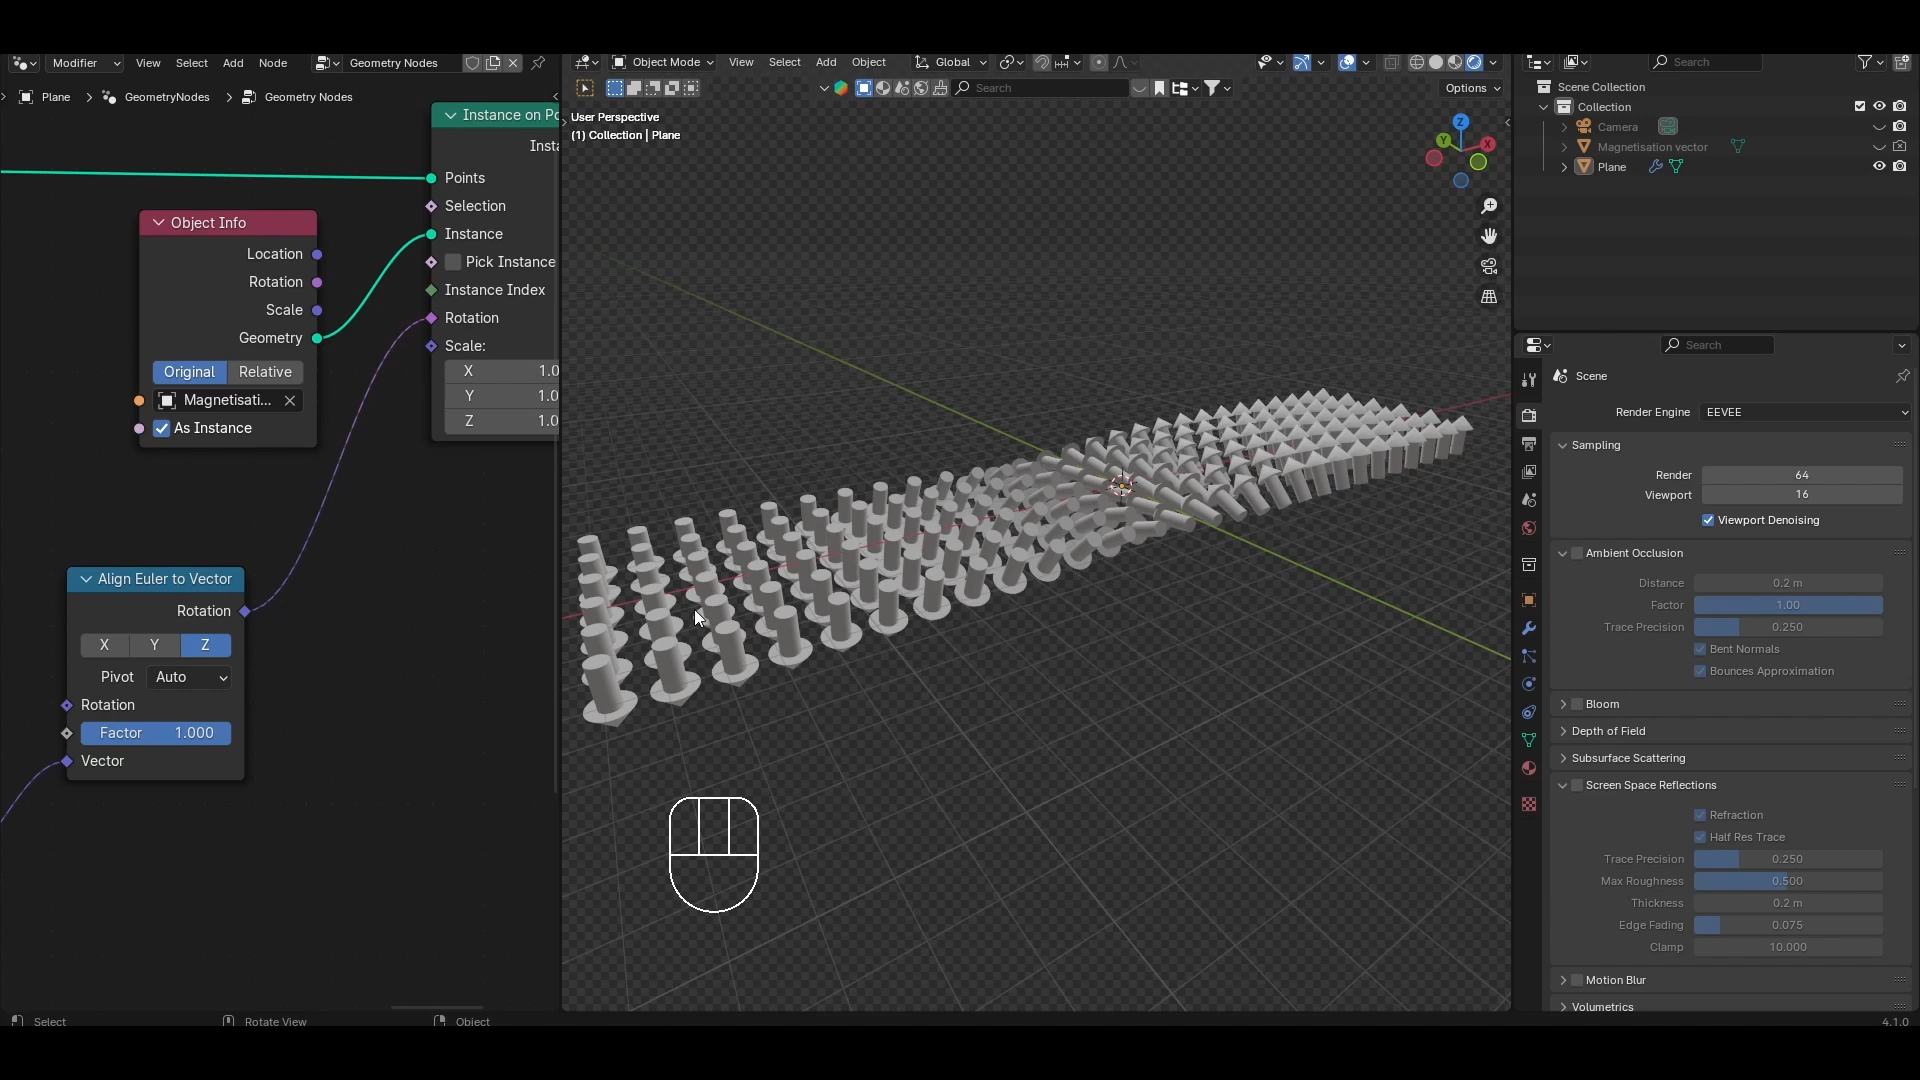 Modifier View Select Add Node Geometry Nodes
Plane GeometryNodes Geometry Nodes
Instance on Po
Insta
Points
Selection
Instance
Pick Instance
Instance Index
Rotation
Scale:
X 1.0
Y 1.0
Z 1.0
Object Info
Location
Rotation
Scale
Geometry
Original Relative
Magnetisati...
As Instance
Align Euler to Vector
Rotation
X Y Z
Pivot Auto
Rotation
Factor 1.000
Vector
Object Mode View Select Add Object Global
Search Options
User Perspective
(1) Collection | Plane
Z
Y
X
Search
Scene Collection
Collection
Camera
Magnetisation vector
Plane
Search
Scene
Render Engine EEVEE
Sampling
Render 64
Viewport 16
Viewport Denoising
Ambient Occlusion
Distance 0.2 m
Factor 1.00
Trace Precision 0.250
Bent Normals
Bounces Approximation
Bloom
Depth of Field
Subsurface Scattering
Screen Space Reflections
Refraction
Half Res Trace
Trace Precision 0.250
Max Roughness 0.500
Thickness 0.2 m
Edge Fading 0.075
Clamp 10.000
Motion Blur
Volumetrics
Select Rotate View Object 4.1.0